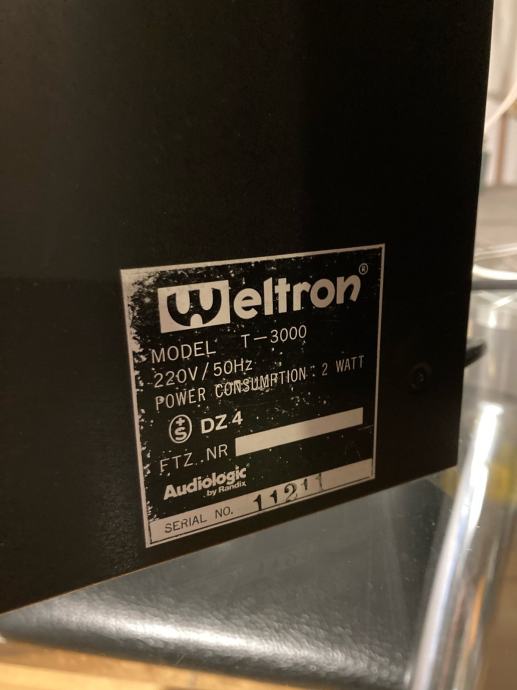 Weltron®
MODEL T-3000
220V/50Hz
POWER CONSUMPTION : 2 WATT
DZ 4
FTZ. NR
Audiologic
by Randix
SERIAL NO. 11211